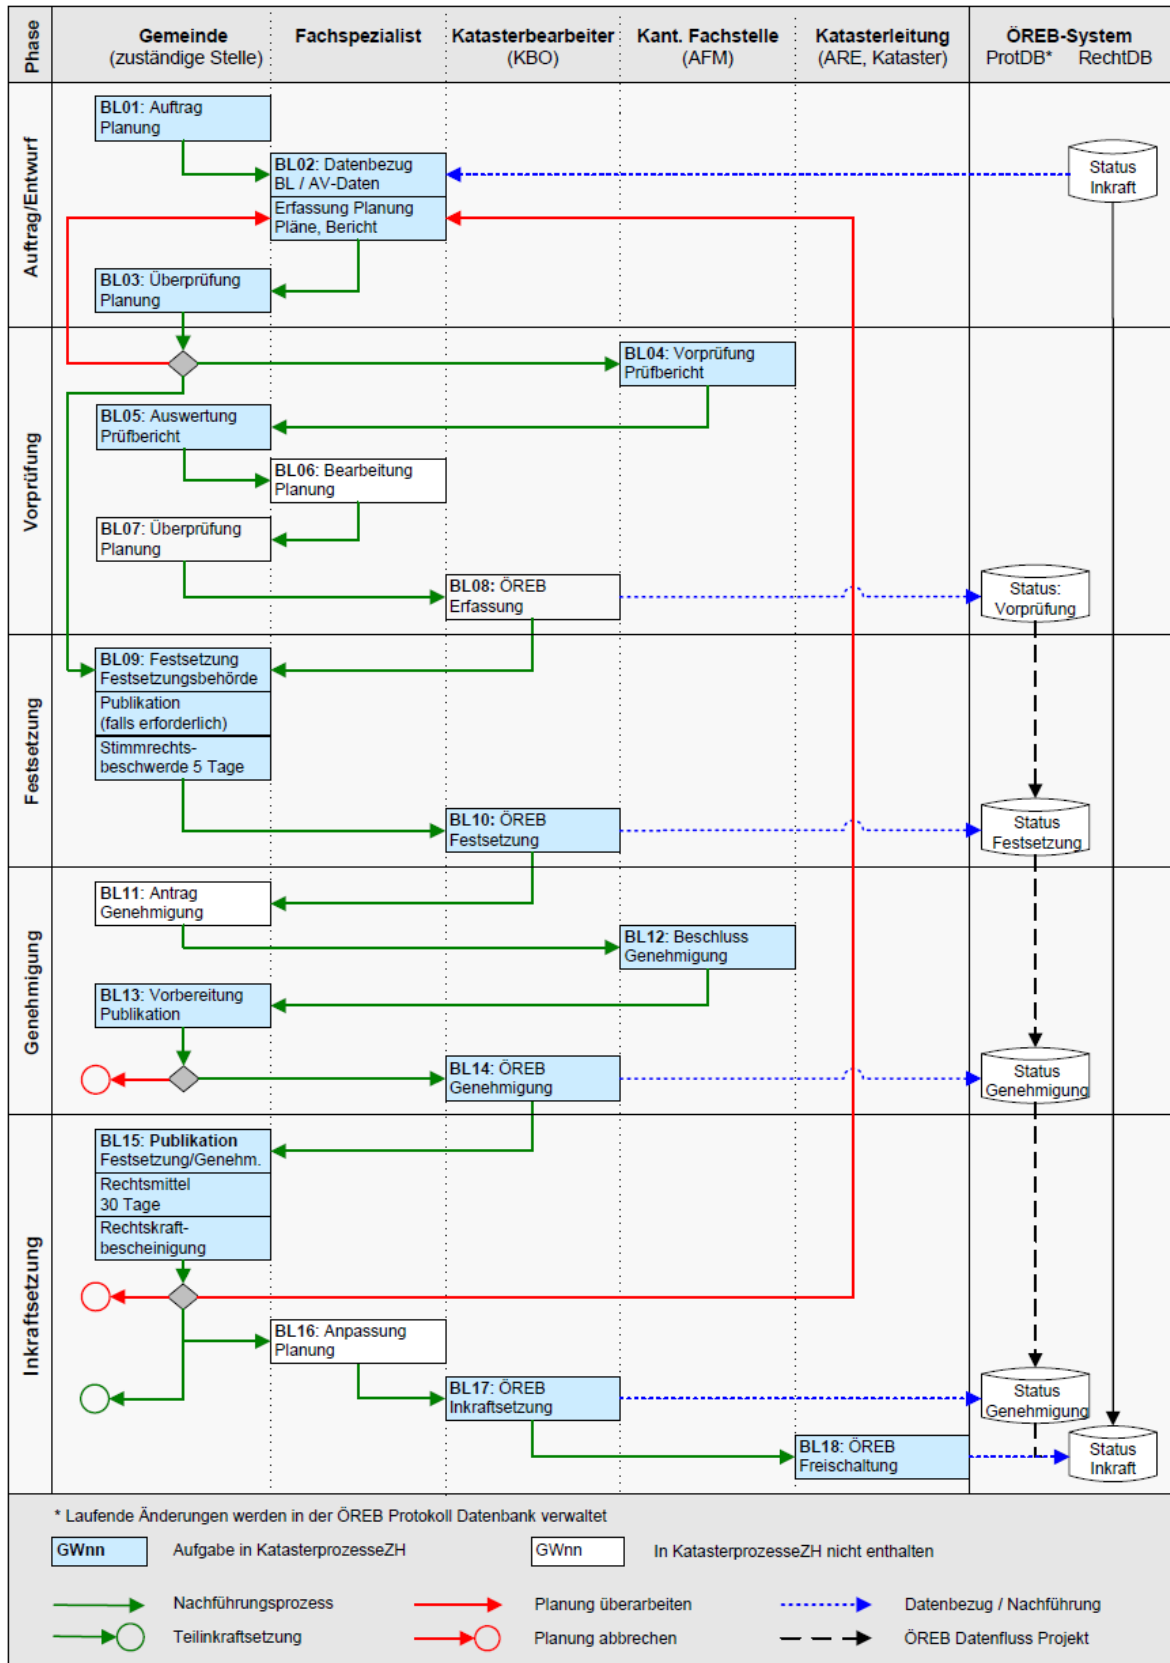 Phase
Gemeinde
(zuständige Stelle)
Fachspezialist
Katasterbearbeiter
(KBO)
Kant. Fachstelle
(AFM)
Katasterleitung
(ARE, Kataster)
ÖREB-System
ProtDB* RechtDB
Auftrag/Entwurf
BL01: Auftrag
Planung
BL02: Datenbezug
BL / AV-Daten
Erfassung Planung
Pläne, Bericht
Status
Inkraft
BL03: Überprüfung
Planung
Vorprüfung
BL04: Vorprüfung
Prüfbericht
BL05: Auswertung
Prüfbericht
BL06: Bearbeitung
Planung
BL07: Überprüfung
Planung
BL08: ÖREB
Erfassung
Status:
Vorprüfung
Festsetzung
BL09: Festsetzung
Festsetzungsbehörde
Publikation
(falls erforderlich)
Stimmrechts-
beschwerde 5 Tage
BL10: ÖREB
Festsetzung
Status
Festsetzung
Genehmigung
BL11: Antrag
Genehmigung
BL12: Beschluss
Genehmigung
BL13: Vorbereitung
Publikation
BL14: ÖREB
Genehmigung
Status
Genehmigung
Inkraftsetzung
BL15: Publikation
Festsetzung/Genehm.
Rechtsmittel
30 Tage
Rechtskraft-
bescheinigung
BL16: Anpassung
Planung
BL17: ÖREB
Inkraftsetzung
Status
Genehmigung
BL18: ÖREB
Freischaltung
Status
Inkraft
* Laufende Änderungen werden in der ÖREB Protokoll Datenbank verwaltet
GWnn Aufgabe in KatasterprozesseZH
GWnn In KatasterprozesseZH nicht enthalten
Nachführungsprozess
Planung überarbeiten
Datenbezug / Nachführung
Teilinkraftsetzung
Planung abbrechen
ÖREB Datenfluss Projekt